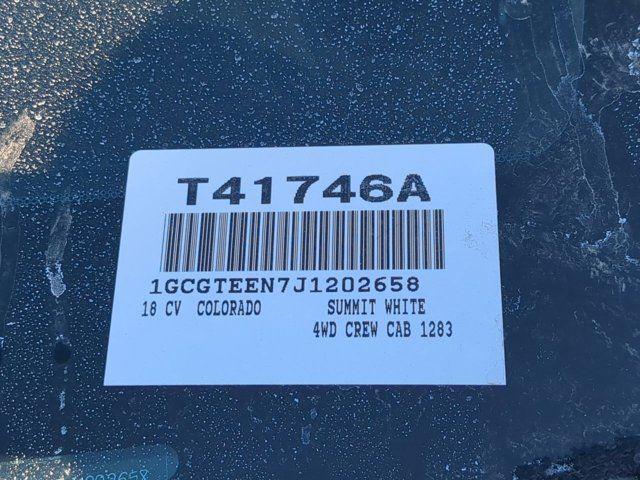 T41746A
1GCGTEEN7J1202658
18 CV COLORADO SUMMIT WHITE
4WD CREW CAB 1283